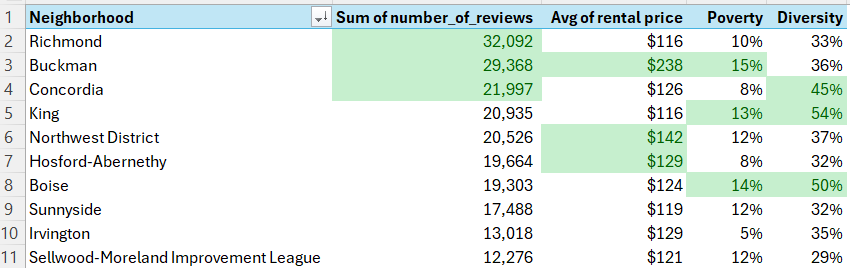 1 Neighborhood Sum of number_of_reviews Avg of rental price Poverty Diversity
2 Richmond 32,092 $116 10% 33%
3 Buckman 29,368 $238 15% 36%
4 Concordia 21,997 $126 8% 45%
5 King 20,935 $116 13% 54%
6 Northwest District 20,526 $142 12% 37%
7 Hosford-Abernethy 19,664 $129 8% 32%
8 Boise 19,303 $124 14% 50%
9 Sunnyside 17,488 $119 12% 32%
10 Irvington 13,018 $129 5% 35%
11 Sellwood-Moreland Improvement League 12,276 $121 12% 29%